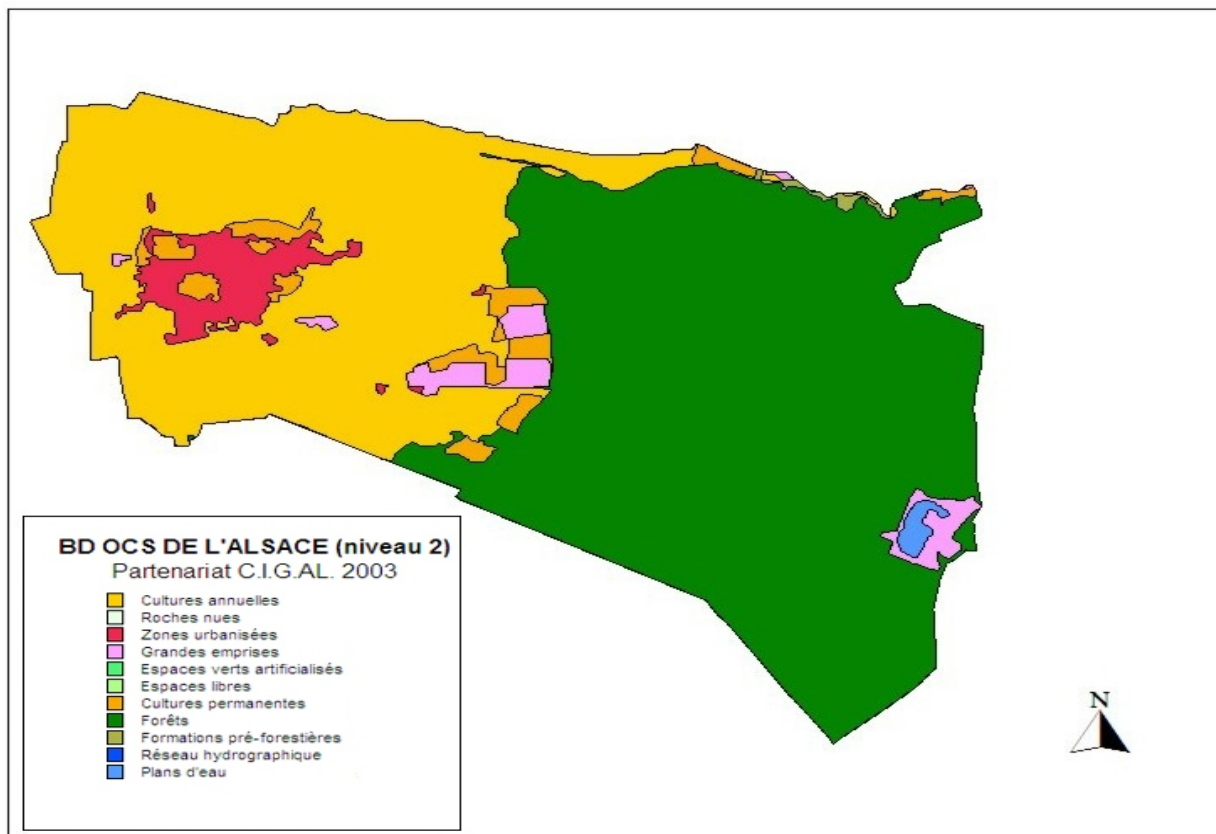 BD OCS DE L'ALSACE (niveau 2)
Partenariat C.I.G.AL. 2003
Cultures annuelles
Roches nues
Zones urbanisées
Grandes emprises
Espaces verts artificialisés
Espaces libres
Cultures permanentes
Forêts
Formations pré-forestières
Réseau hydrographique
Plans d'eau
N